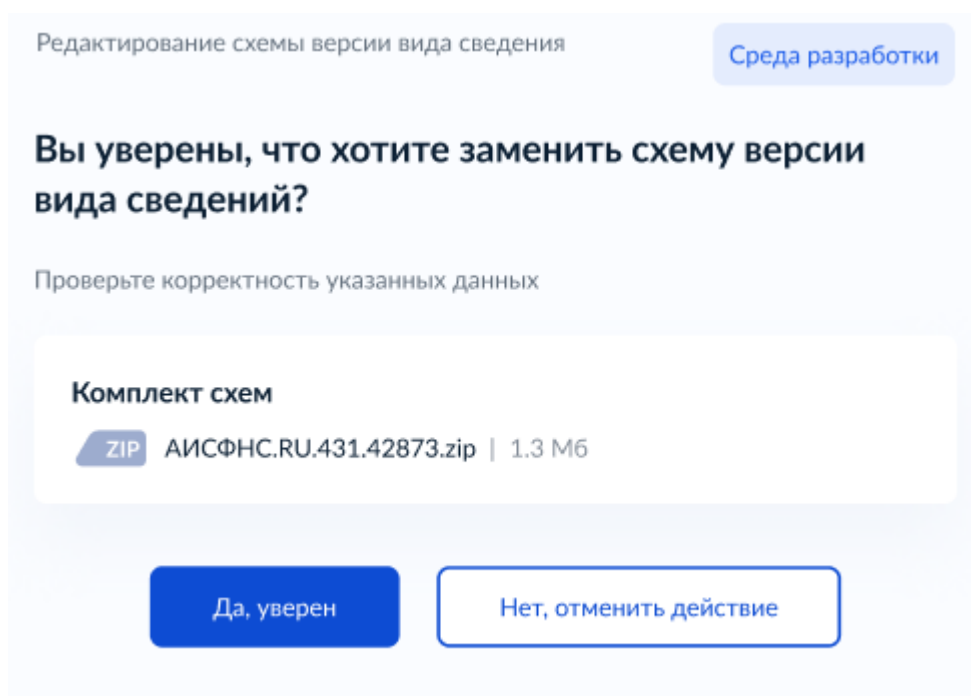 Редактирование схемы версии вида сведения
Среда разработки
Вы уверены, что хотите заменить схему версии
вида сведений?
Проверьте корректность указанных данных
Комплект схем
ZIP АИСФНС.RU.431.42873.zip | 1.3 Мб
Да, уверен
Нет, отменить действие